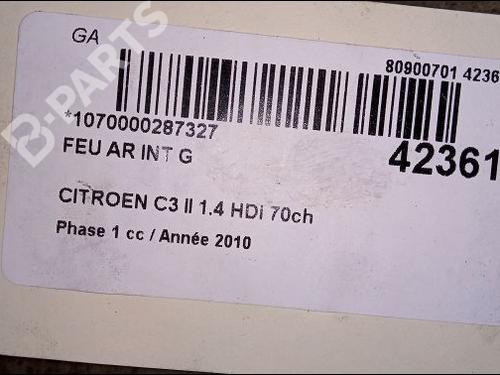 GA
80900701 4236
*1070000287327
FEU AR INT G
42361
CITROEN C3 II 1.4 HDi 70ch
Phase 1 cc / Année 2010
B-PARTS